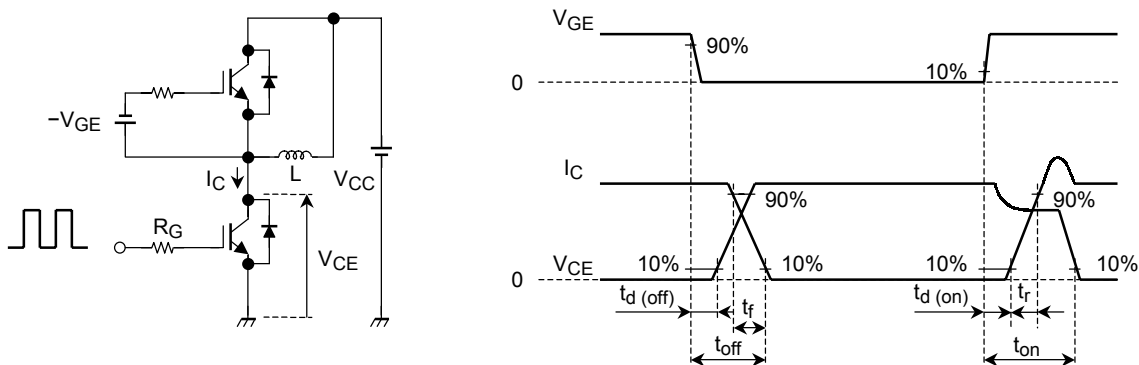 −VGE
IC
L
VCC
RG
VCE
VGE
90%
10%
0
IC
90%
90%
0
VCE
10%
10%
10%
10%
td (off)
tf
td (on)
tr
toff
ton